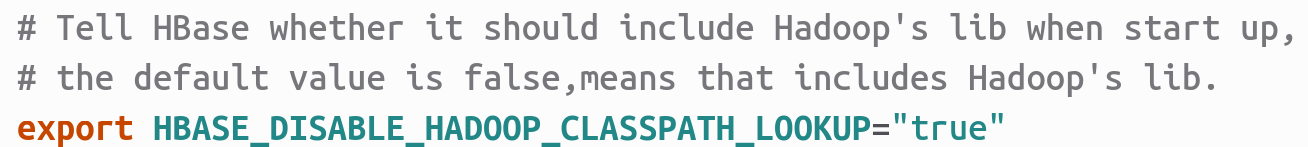 # Tell HBase whether it should include Hadoop's lib when start up,
# the default value is false,means that includes Hadoop's lib.
export HBASE_DISABLE_HADOOP_CLASSPATH_LOOKUP="true"